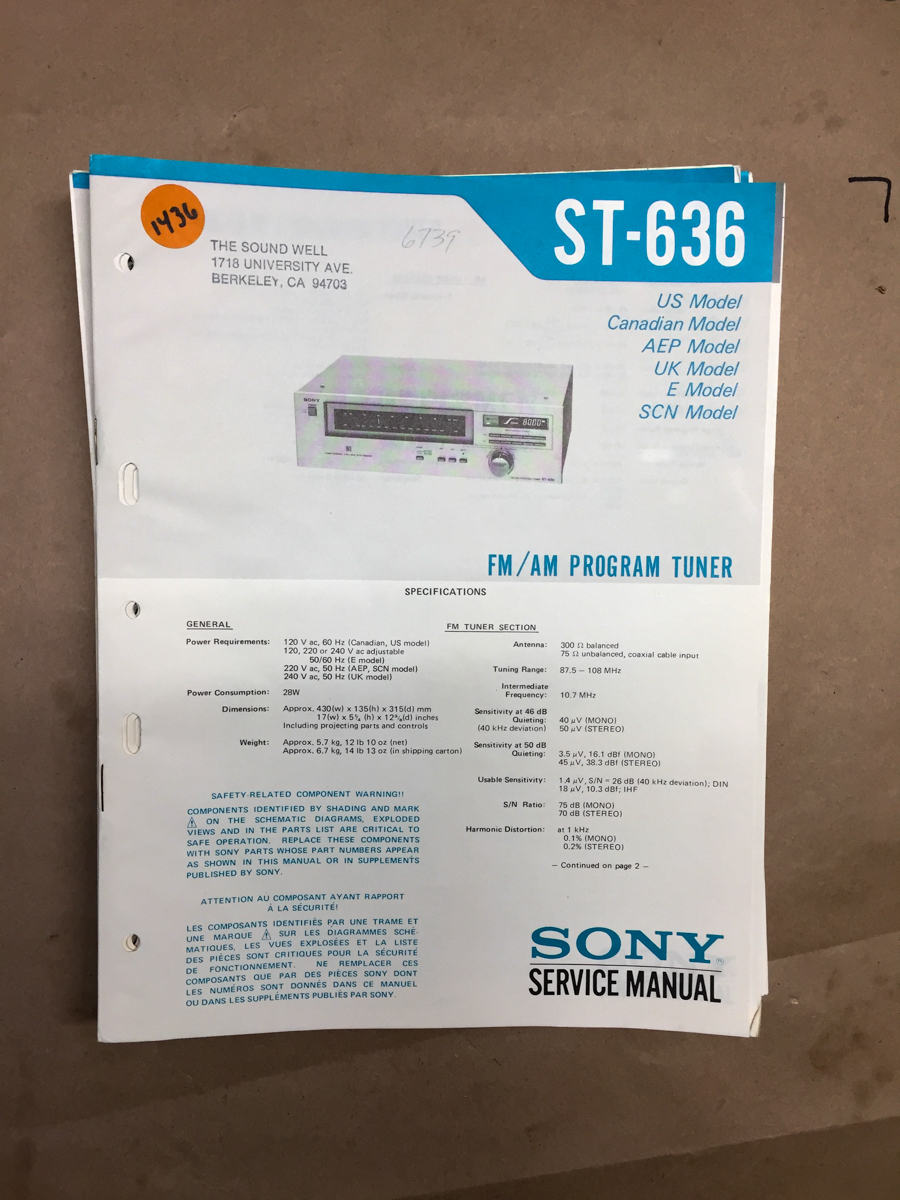 1436
6739
THE SOUND WELL
1718 UNIVERSITY AVE.
BERKELEY, CA 94703
ST-636
US Model
Canadian Model
AEP Model
UK Model
E Model
SCN Model
SONY
8000
FM/AM PROGRAM TUNER
SPECIFICATIONS
GENERAL
Power Requirements: 120 V ac, 60 Hz (Canadian, US model)
120, 220 or 240 V ac adjustable
50/60 Hz (E model)
220 V ac, 50 Hz (AEP, SCN model)
240 V ac, 50 Hz (UK model)
Power Consumption: 28W
Dimensions: Approx. 430(w) x 135(h) x 315(d) mm
17(w) x 5¼ (h) x 12 (d) inches
Including projecting parts and controls
Weight: Approx. 5.7 kg, 12 lb 10 oz (net)
Approx. 6.7 kg, 14 lb 13 oz (in shipping carton)
SAFETY-RELATED COMPONENT WARNING!!
COMPONENTS IDENTIFIED BY SHADING AND MARK
⚠ ON THE SCHEMATIC DIAGRAMS, EXPLODED
VIEWS AND IN THE PARTS LIST ARE CRITICAL TO
SAFE OPERATION. REPLACE THESE COMPONENTS
WITH SONY PARTS WHOSE PART NUMBERS APPEAR
AS SHOWN IN THIS MANUAL OR IN SUPPLEMENTS
PUBLISHED BY SONY.
ATTENTION AU COMPOSANT AYANT RAPPORT
À LA SÉCURITÉ!
LES COMPOSANTS IDENTIFIÉS PAR UNE TRAME ET
UNE MARQUE ⚠ SUR LES DIAGRAMMES SCHÉ-
MATIQUES, LES VUES EXPLOSÉES ET LA LISTE
DES PIÈCES SONT CRITIQUES POUR LA SÉCURITÉ
DE FONCTIONNEMENT. NE REMPLACER CES
COMPOSANTS QUE PAR DES PIÈCES SONY DONT
LES NUMÉROS SONT DONNÉS DANS CE MANUEL
OU DANS LES SUPPLÉMENTS PUBLIÉS PAR SONY.
FM TUNER SECTION
Antenna: 300 Ω balanced
75 Ω unbalanced, coaxial cable input
Tuning Range: 87.5 – 108 MHz
Intermediate
Frequency: 10.7 MHz
Sensitivity at 46 dB
Quieting: 40 µV (MONO)
(40 kHz deviation) 50 µV (STEREO)
Sensitivity at 50 dB
Quieting: 3.5 µV, 16.1 dBf (MONO)
45 µV, 38.3 dBf (STEREO)
Usable Sensitivity: 1.4 µV, S/N = 26 dB (40 kHz deviation); DIN
18 µV, 10.3 dBf; IHF
S/N Ratio: 75 dB (MONO)
70 dB (STEREO)
Harmonic Distortion: at 1 kHz
0.1% (MONO)
0.2% (STEREO)
– Continued on page 2 –
SONY®
SERVICE MANUAL